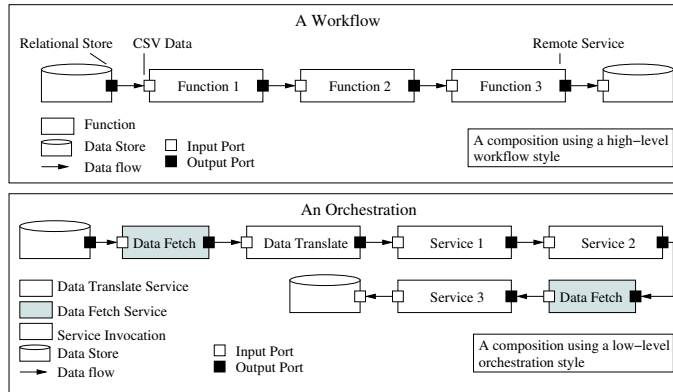 A Workflow
Relational Store
CSV Data
Remote Service
Function 1
Function 2
Function 3
Function
Data Store
Data flow
Input Port
Output Port
A composition using a high-level
workflow style
An Orchestration
Data Fetch
Data Translate
Service 1
Service 2
Service 3
Data Fetch
Data Translate Service
Data Fetch Service
Service Invocation
Data Store
Data flow
Input Port
Output Port
A composition using a low-level
orchestration style